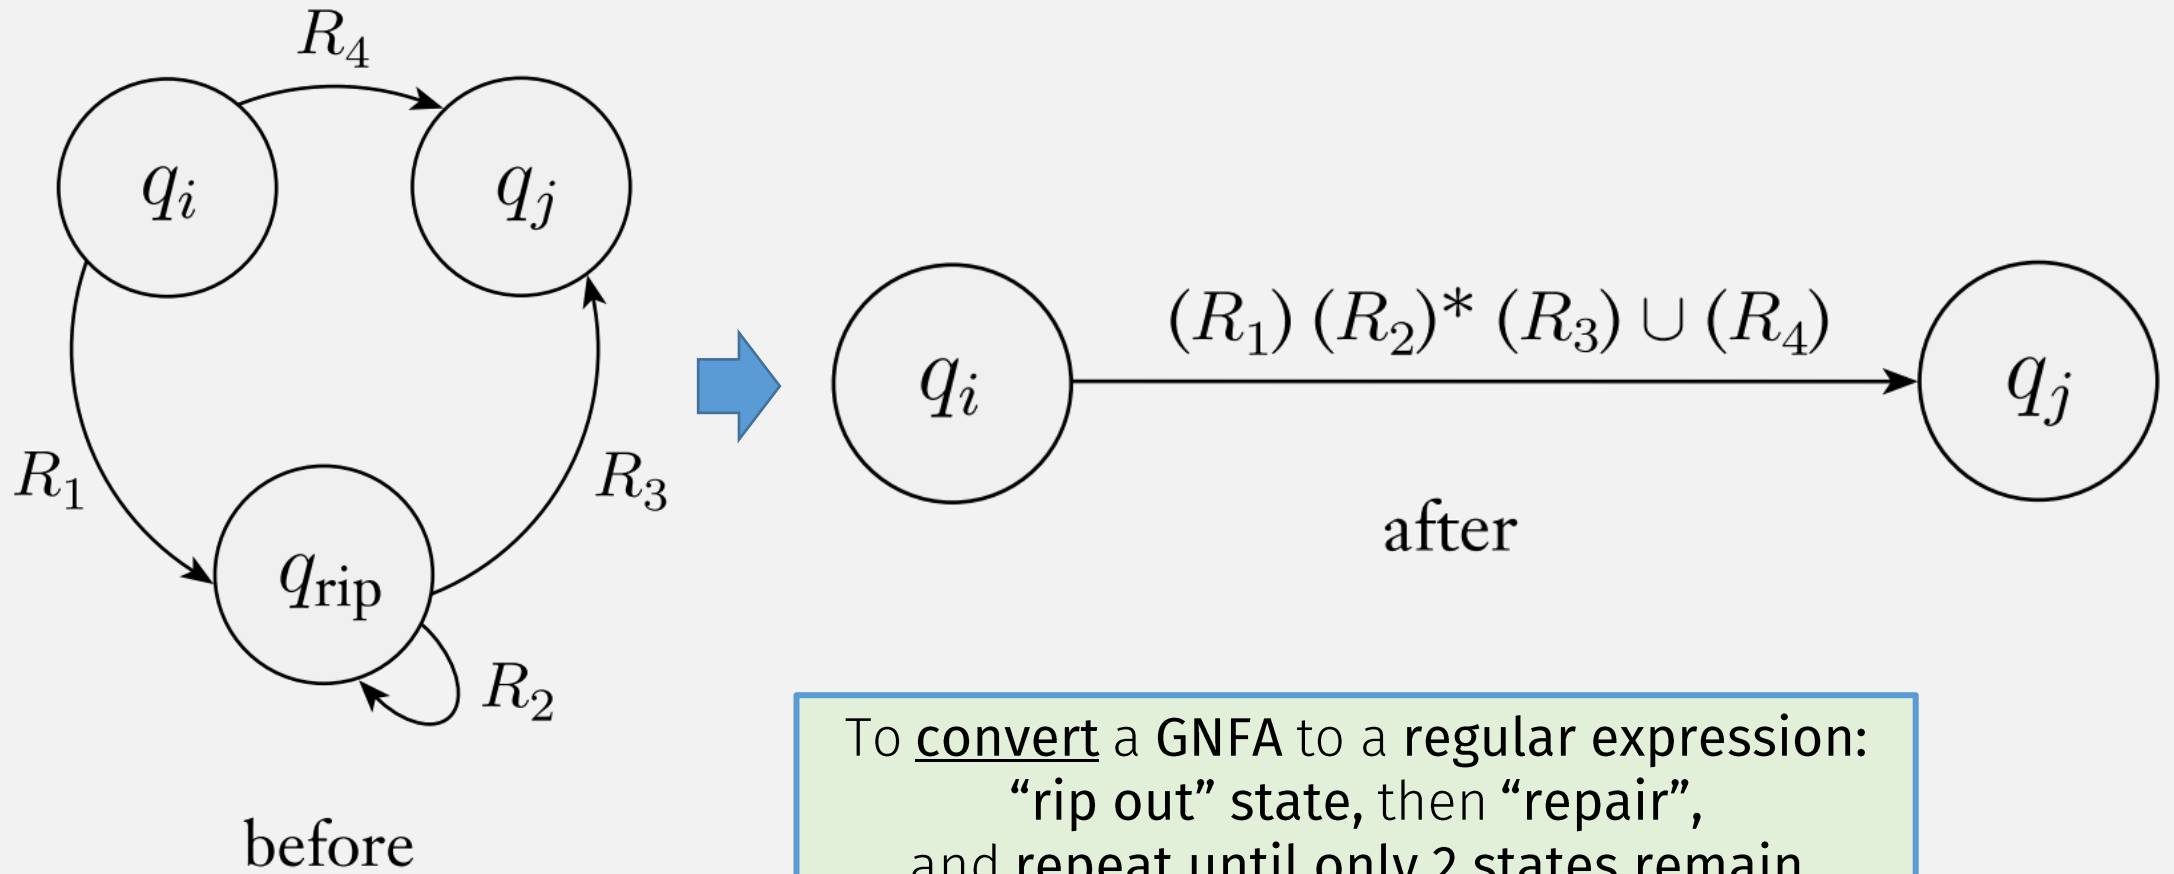 R₄
qᵢ
qⱼ
R₁
R₃
q_rip
R₂
before
(R₁) (R₂)* (R₃) ∪ (R₄)
qᵢ
qⱼ
after
To convert a GNFA to a regular expression:
“rip out” state, then “repair”,
and repeat until only 2 states remain